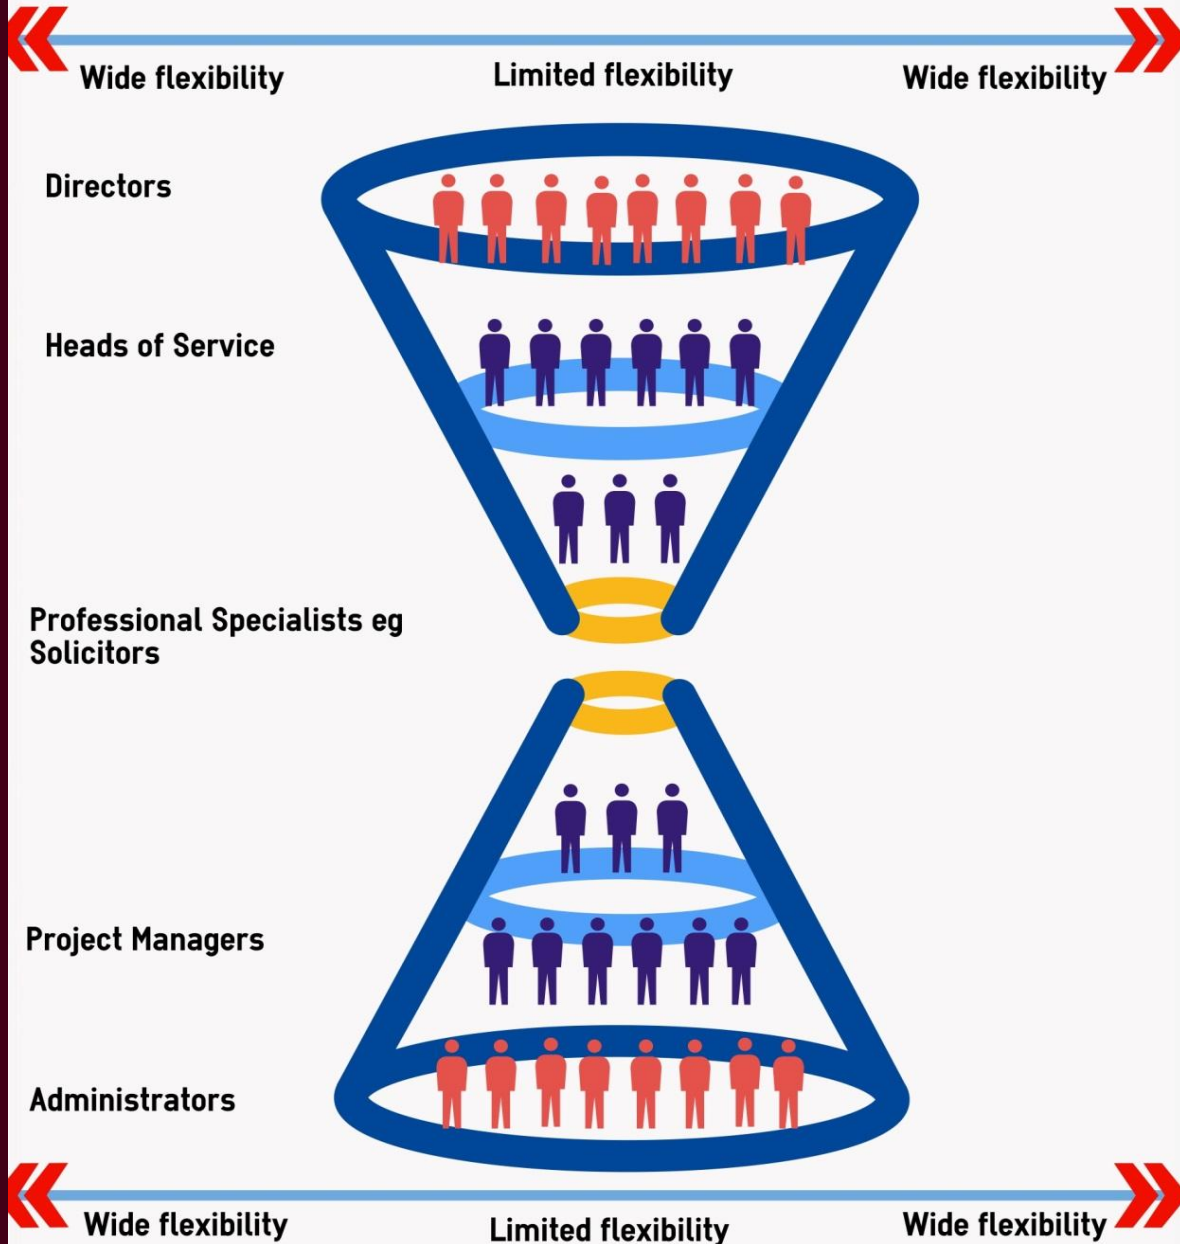 Wide flexibility Limited flexibility Wide flexibility
Directors
Heads of Service
Professional Specialists eg
Solicitors
Project Managers
Administrators
Wide flexibility Limited flexibility Wide flexibility